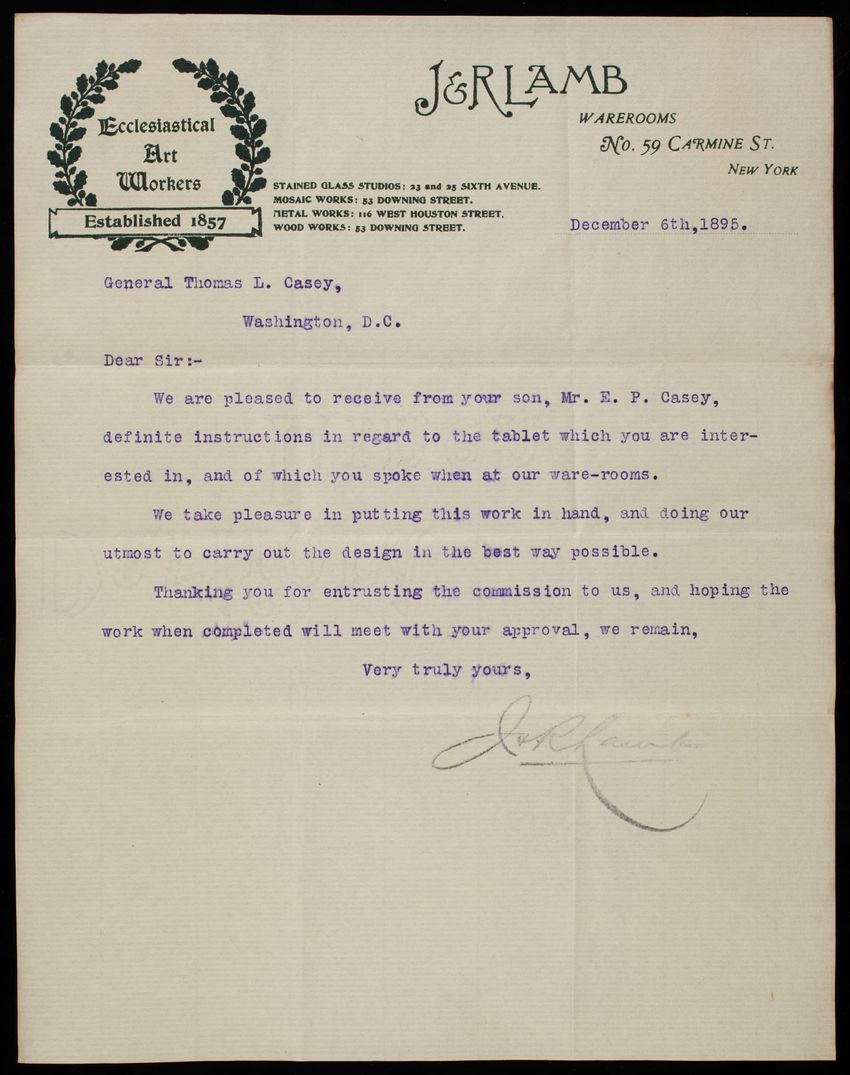 Ecclesiastical
Art
Workers
Established 1857
J&R LAMB
WAREROOMS
No. 59 CARMINE ST.
NEW YORK
STAINED GLASS STUDIOS: 23 and 25 SIXTH AVENUE.
MOSAIC WORKS: 53 DOWNING STREET.
METAL WORKS: 116 WEST HOUSTON STREET.
WOOD WORKS: 53 DOWNING STREET.
December 6th,1895.
General Thomas L. Casey,
Washington, D.C.
Dear Sir:-
We are pleased to receive from your son, Mr. E. P. Casey,
definite instructions in regard to the tablet which you are inter-
ested in, and of which you spoke when at our ware-rooms.
We take pleasure in putting this work in hand, and doing our
utmost to carry out the design in the best way possible.
Thanking you for entrusting the commission to us, and hoping the
work when completed will meet with your approval, we remain,
Very truly yours,
J & R Lamb